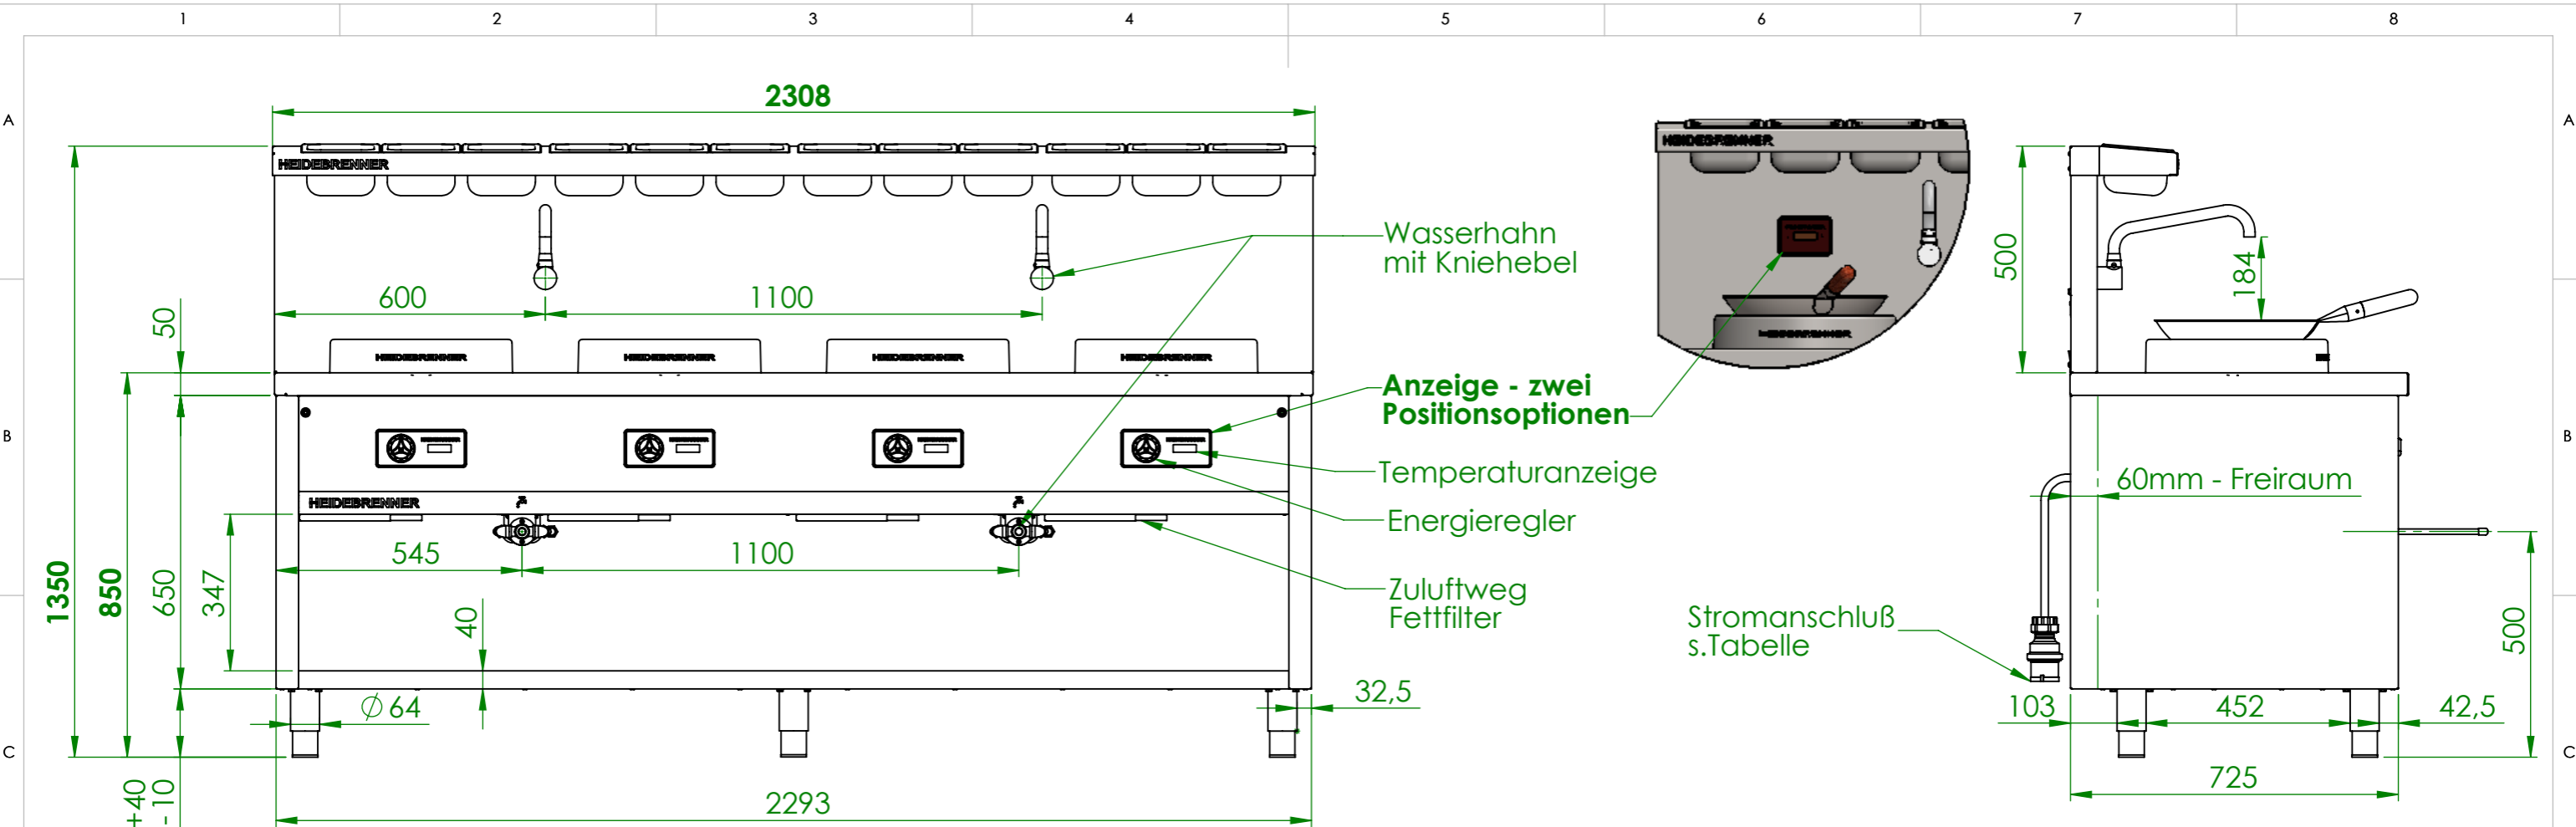 1 2 3 4 5 6 7 8
A
A
2308
HEIDEBRENNER
HEIDEBRENNER
Wasserhahn
mit Kniehebel
500
184
600
1100
50
HEIDEBRENNER HEIDEBRENNER HEIDEBRENNER HEIDEBRENNER
HEIDEBRENNER
Anzeige - zwei
Positionsoptionen
B
B
Temperaturanzeige
60mm - Freiraum
HEIDEBRENNER
Energieregler
545
1100
1350
850
650
347
40
Zuluftweg
Fettfilter
Stromanschluß
s.Tabelle
500
∅ 64
32,5
103
452
42,5
C
C
725
+40
- 10
2293